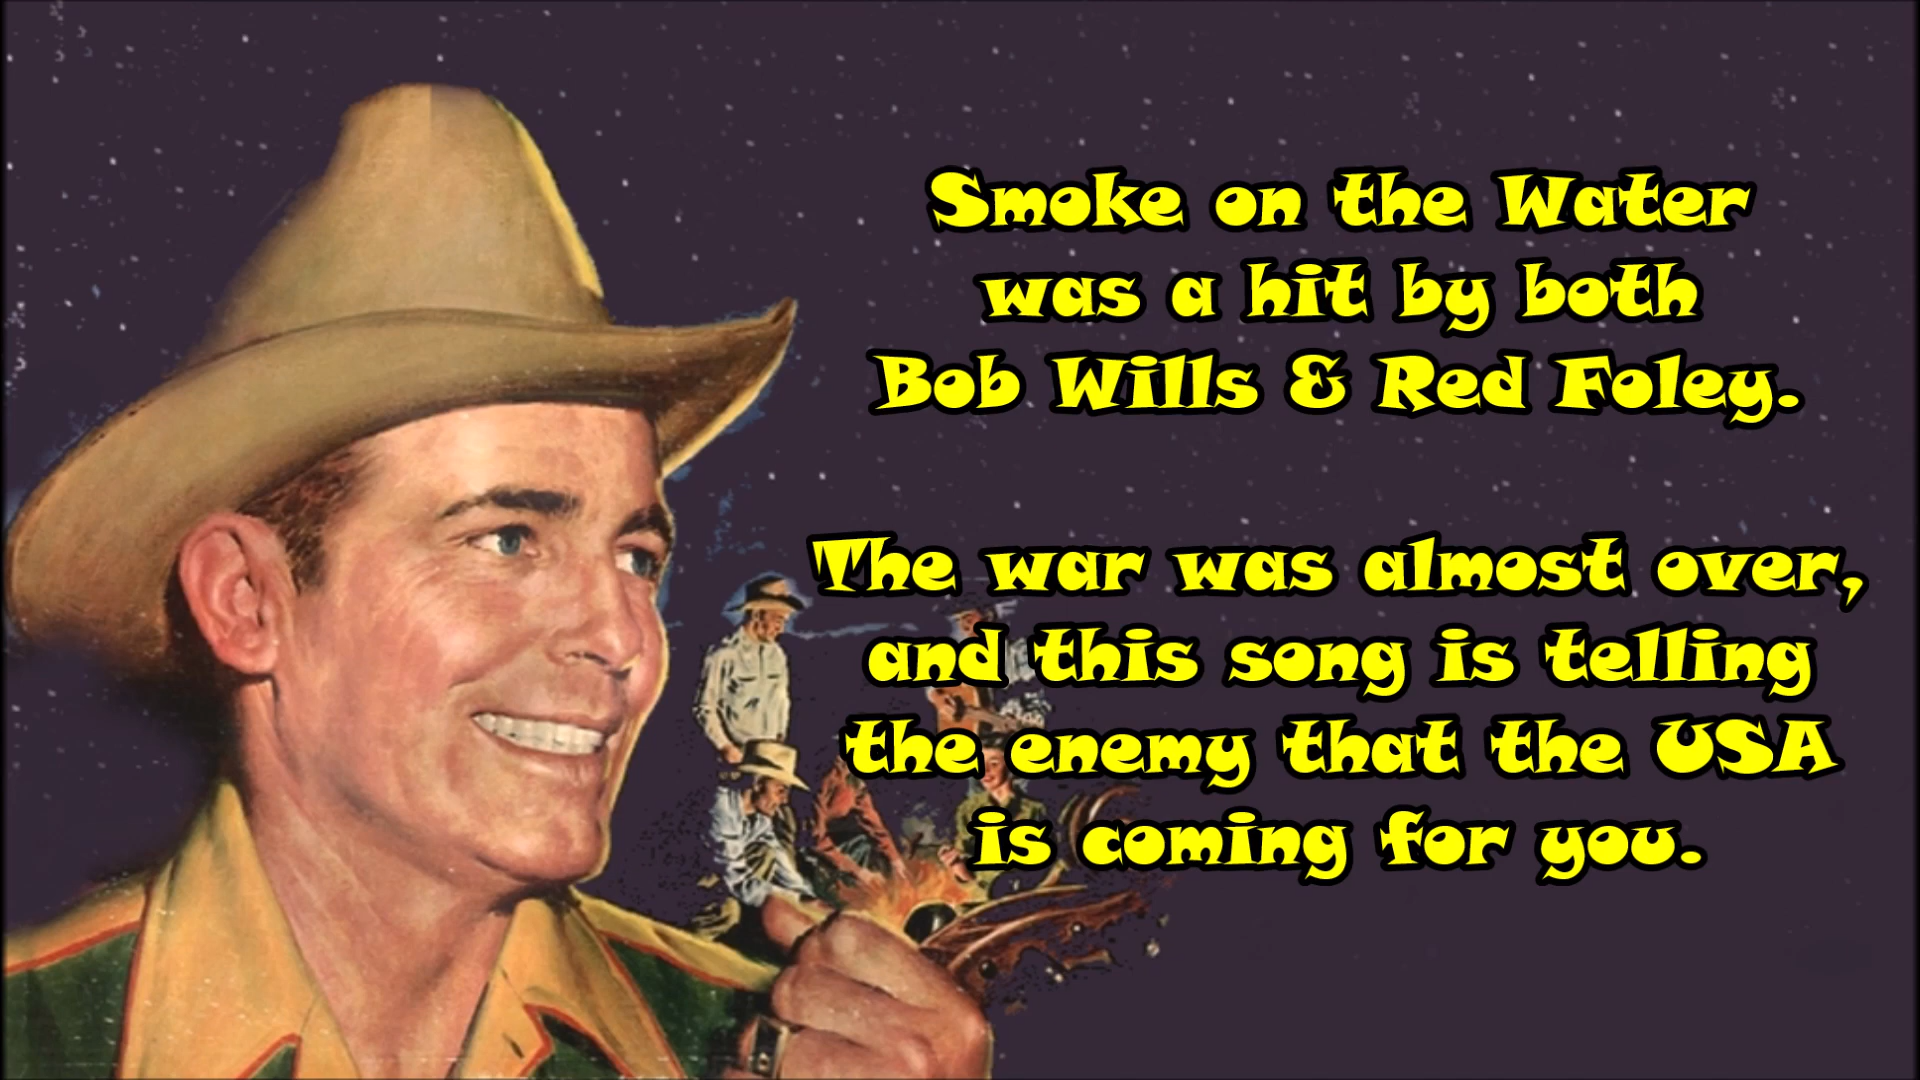 Smoke on the Water
was a hit by both
Bob Wills & Red Foley.
The war was almost over,
and this song is telling
the enemy that the USA
is coming for you.